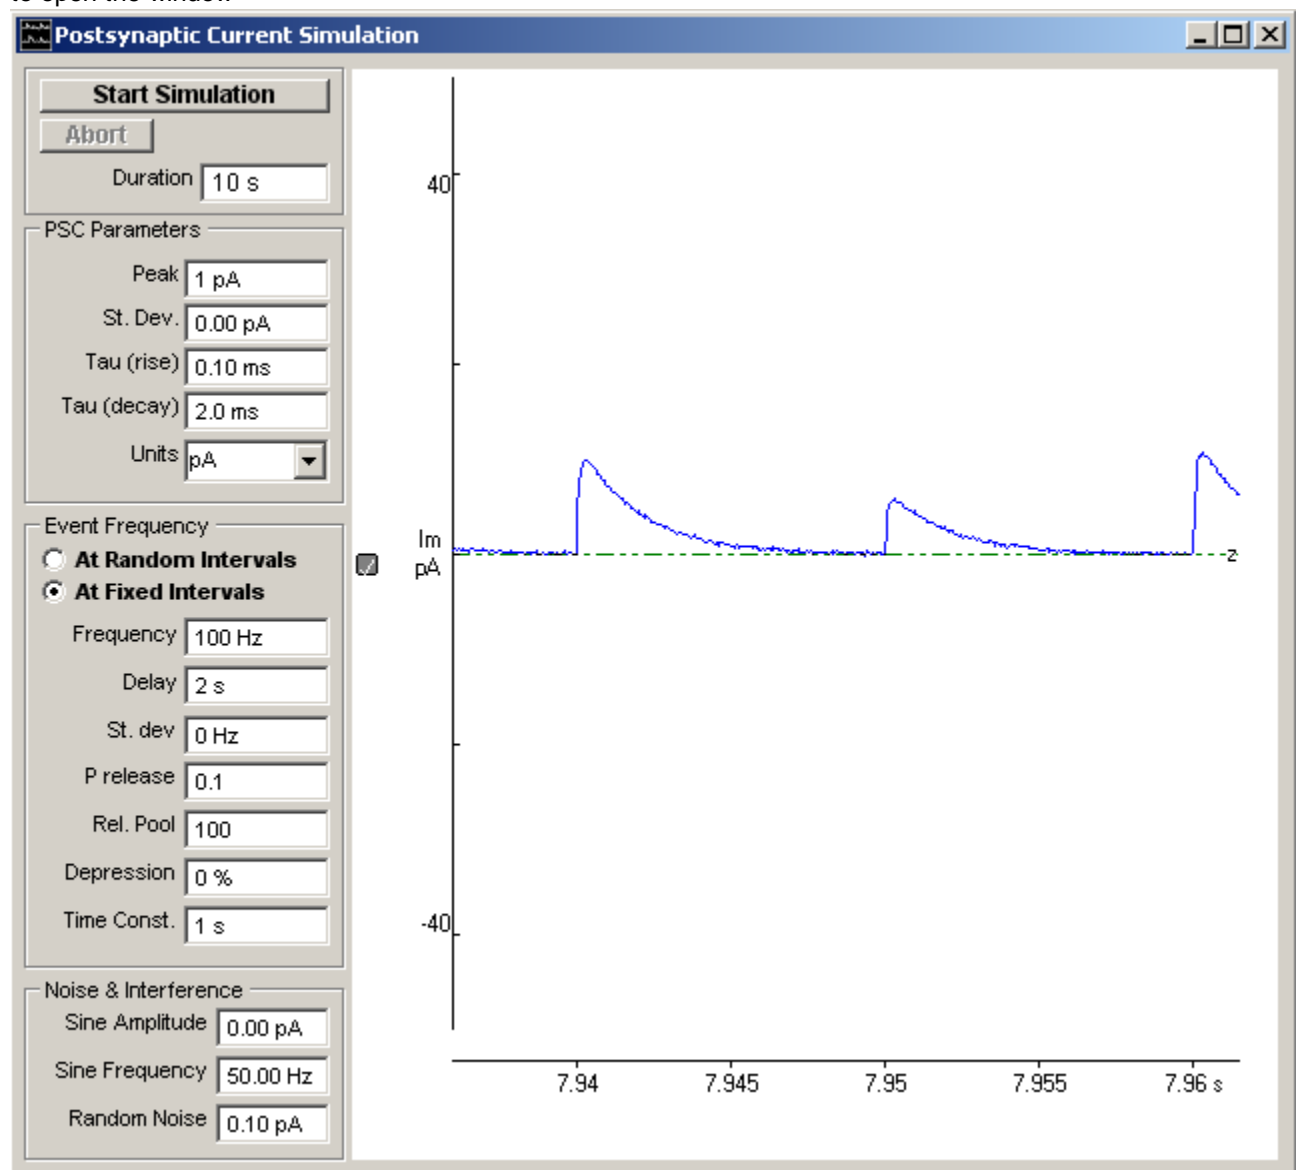 to open the window
Postsynaptic Current Simulation
Start Simulation
Abort
Duration 10 s
PSC Parameters
Peak 1 pA
St. Dev. 0.00 pA
Tau (rise) 0.10 ms
Tau (decay) 2.0 ms
Units pA
Event Frequency
At Random Intervals
At Fixed Intervals
Frequency 100 Hz
Delay 2 s
St. dev 0 Hz
P release 0.1
Rel. Pool 100
Depression 0 %
Time Const. 1 s
Noise & Interference
Sine Amplitude 0.00 pA
Sine Frequency 50.00 Hz
Random Noise 0.10 pA
40
Im
pA
z
-40
7.94 7.945 7.95 7.955 7.96 s